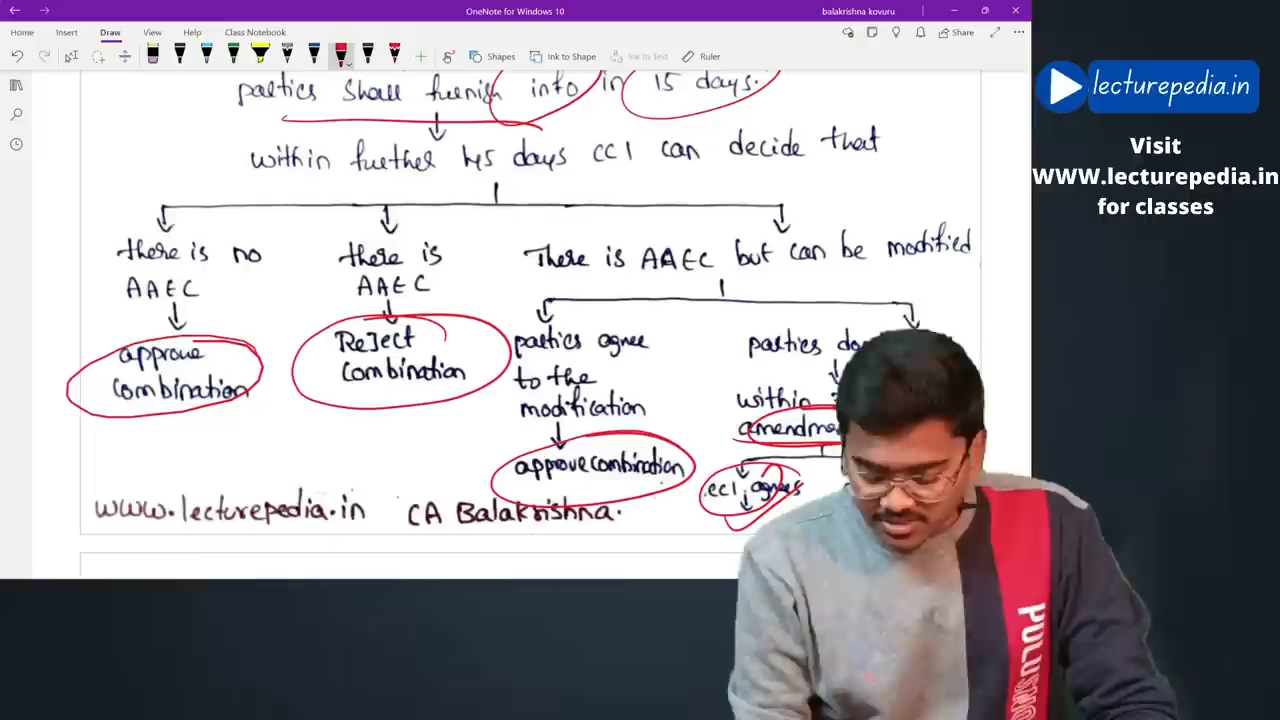 OneNote for Windows 10
balakrishna kovuru
Home Insert Draw View Help Class Notebook
Share
Shapes Ink to Shape Ink to Text Ruler
parties shall furnish info in 15 days.
within further 45 days CCI can decide that
there is no
AAEC
approve
combination
there is
AAEC
Reject
combination
There is AAEC but can be modified
parties agree
to the
modification
approve combination
parties
within
CCI agrees
www.lecturepedia.in CA Balakrishna.
lecturepedia.in
Visit
WWW.lecturepedia.in
for classes